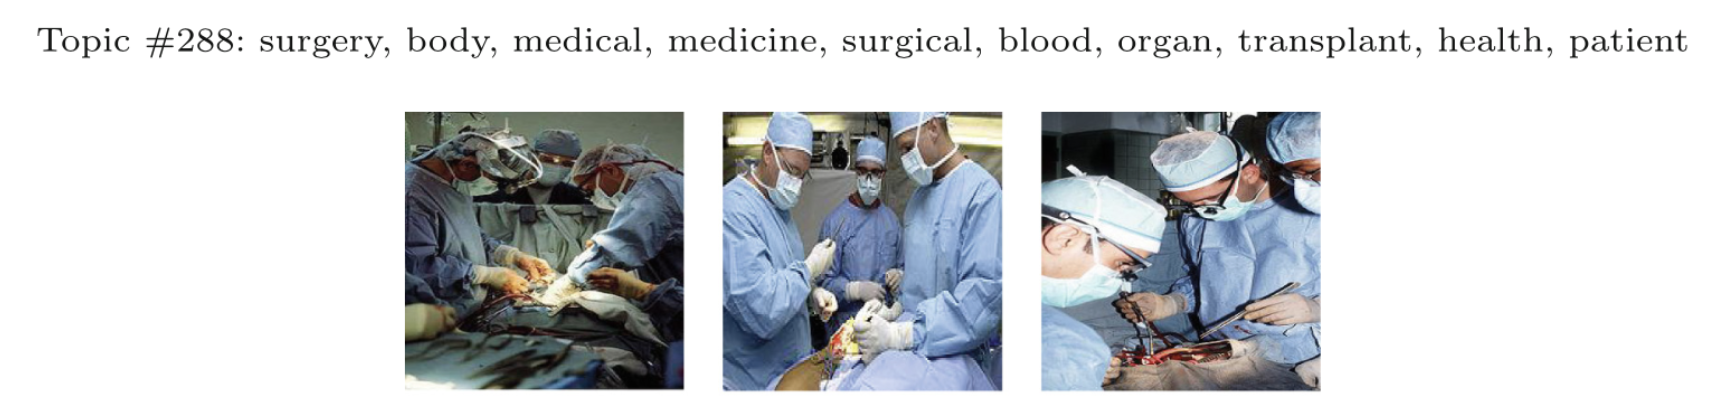 Topic #288: surgery, body, medical, medicine, surgical, blood, organ, transplant, health, patient